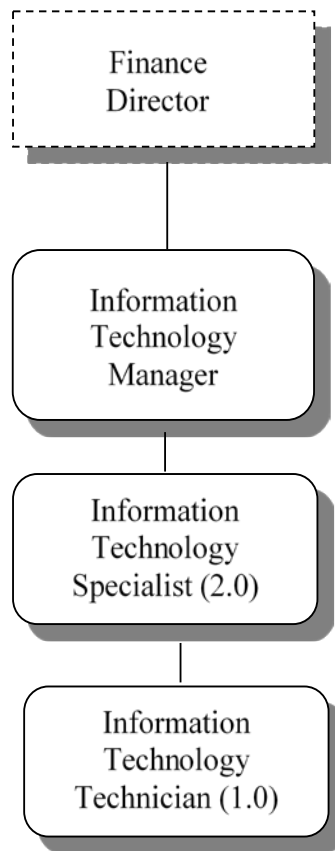 Finance
Director
Information
Technology
Manager
Information
Technology
Specialist (2.0)
Information
Technology
Technician (1.0)